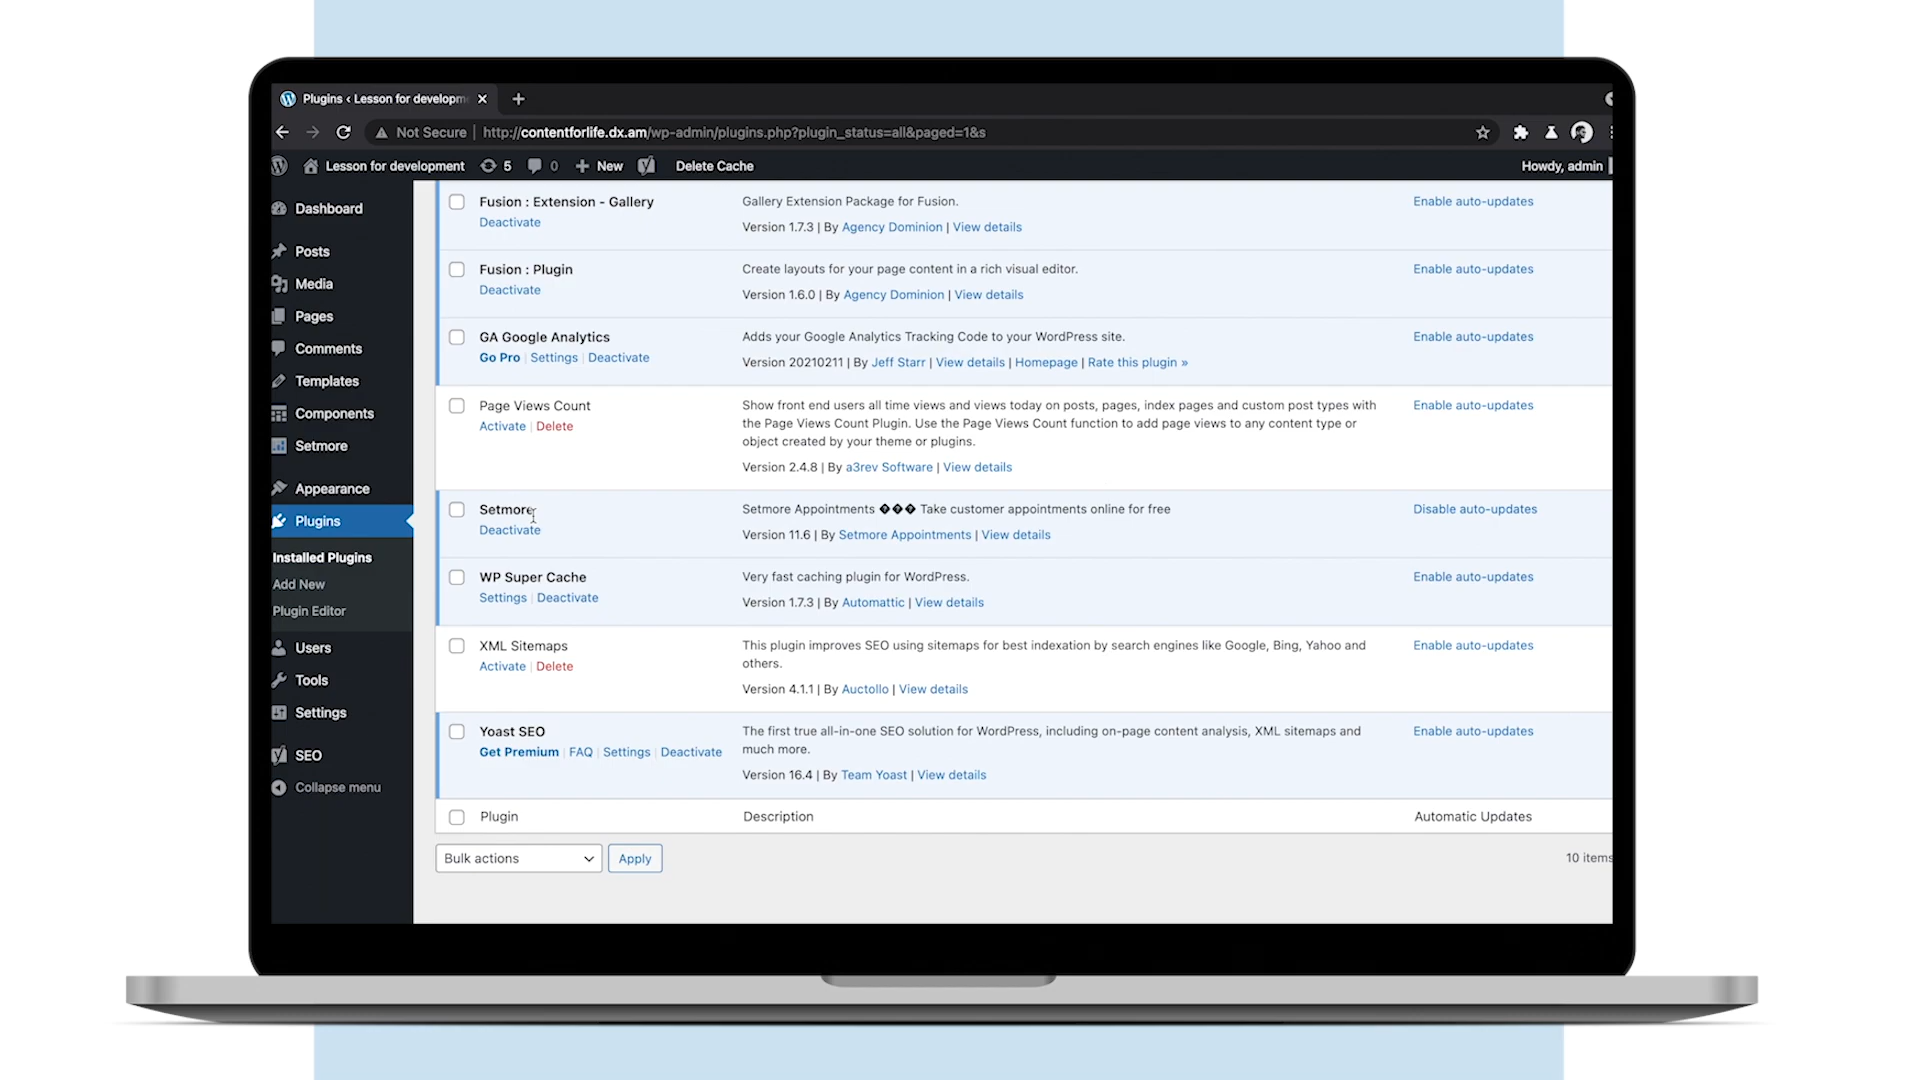 Plugins ‹ Lesson for developm
Not Secure | http://contentforlife.dx.am/wp-admin/plugins.php?plugin_status=all&paged=1&s
Lesson for development 5 0 New Delete Cache Howdy, admin
Dashboard
Posts
Media
Pages
Comments
Templates
Components
Setmore
Appearance
Plugins
Installed Plugins
Add New
Plugin Editor
Users
Tools
Settings
SEO
Collapse menu
Fusion : Extension - Gallery
Deactivate
Gallery Extension Package for Fusion.
Version 1.7.3 | By Agency Dominion | View details
Enable auto-updates
Fusion : Plugin
Deactivate
Create layouts for your page content in a rich visual editor.
Version 1.6.0 | By Agency Dominion | View details
Enable auto-updates
GA Google Analytics
Go Pro | Settings | Deactivate
Adds your Google Analytics Tracking Code to your WordPress site.
Version 20210211 | By Jeff Starr | View details | Homepage | Rate this plugin »
Enable auto-updates
Page Views Count
Activate | Delete
Show front end users all time views and views today on posts, pages, index pages and custom post types with
the Page Views Count Plugin. Use the Page Views Count function to add page views to any content type or
object created by your theme or plugins.
Version 2.4.8 | By a3rev Software | View details
Enable auto-updates
Setmore
Deactivate
Setmore Appointments ��� Take customer appointments online for free
Version 11.6 | By Setmore Appointments | View details
Disable auto-updates
WP Super Cache
Settings | Deactivate
Very fast caching plugin for WordPress.
Version 1.7.3 | By Automattic | View details
Enable auto-updates
XML Sitemaps
Activate | Delete
This plugin improves SEO using sitemaps for best indexation by search engines like Google, Bing, Yahoo and
others.
Version 4.1.1 | By Auctollo | View details
Enable auto-updates
Yoast SEO
Get Premium | FAQ | Settings | Deactivate
The first true all-in-one SEO solution for WordPress, including on-page content analysis, XML sitemaps and
much more.
Version 16.4 | By Team Yoast | View details
Enable auto-updates
Plugin
Description
Automatic Updates
Bulk actions
Apply
10 items